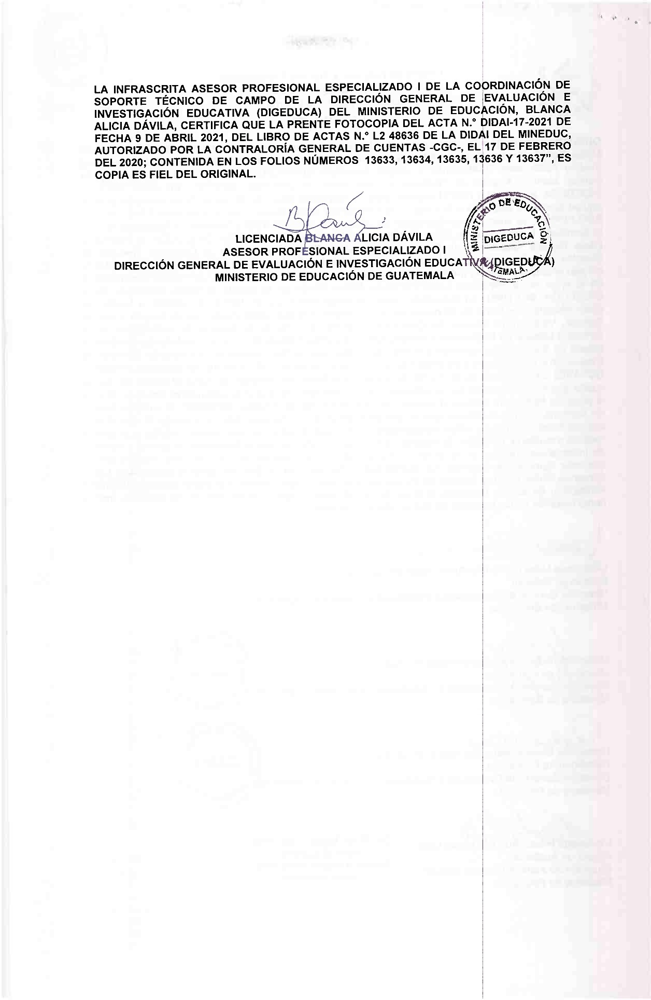 LA INFRASCRITA ASESOR PROFESIONAL ESPECIALIZADO I DE LA COORDINACIÓN DE
SOPORTE TÉCNICO DE CAMPO DE LA DIRECCIÓN GENERAL DE EVALUACIÓN E
INVESTIGACIÓN EDUCATIVA (DIGEDUCA) DEL MINISTERIO DE EDUCACIÓN, BLANCA
ALICIA DÁVILA, CERTIFICA QUE LA PRENTE FOTOCOPIA DEL ACTA N.° DIDAI-17-2021 DE
FECHA 9 DE ABRIL 2021, DEL LIBRO DE ACTAS N.° L2 48636 DE LA DIDAI DEL MINEDUC,
AUTORIZADO POR LA CONTRALORÍA GENERAL DE CUENTAS -CGC-, EL 17 DE FEBRERO
DEL 2020; CONTENIDA EN LOS FOLIOS NÚMEROS 13633, 13634, 13635, 13636 Y 13637”, ES
COPIA ES FIEL DEL ORIGINAL.
LICENCIADA BLANCA ALICIA DÁVILA
ASESOR PROFESIONAL ESPECIALIZADO I
DIRECCIÓN GENERAL DE EVALUACIÓN E INVESTIGACIÓN EDUCATIVA (DIGEDUCA)
MINISTERIO DE EDUCACIÓN DE GUATEMALA
MINISTERIO DE EDUCACIÓN
DIGEDUCA
GUATEMALA.